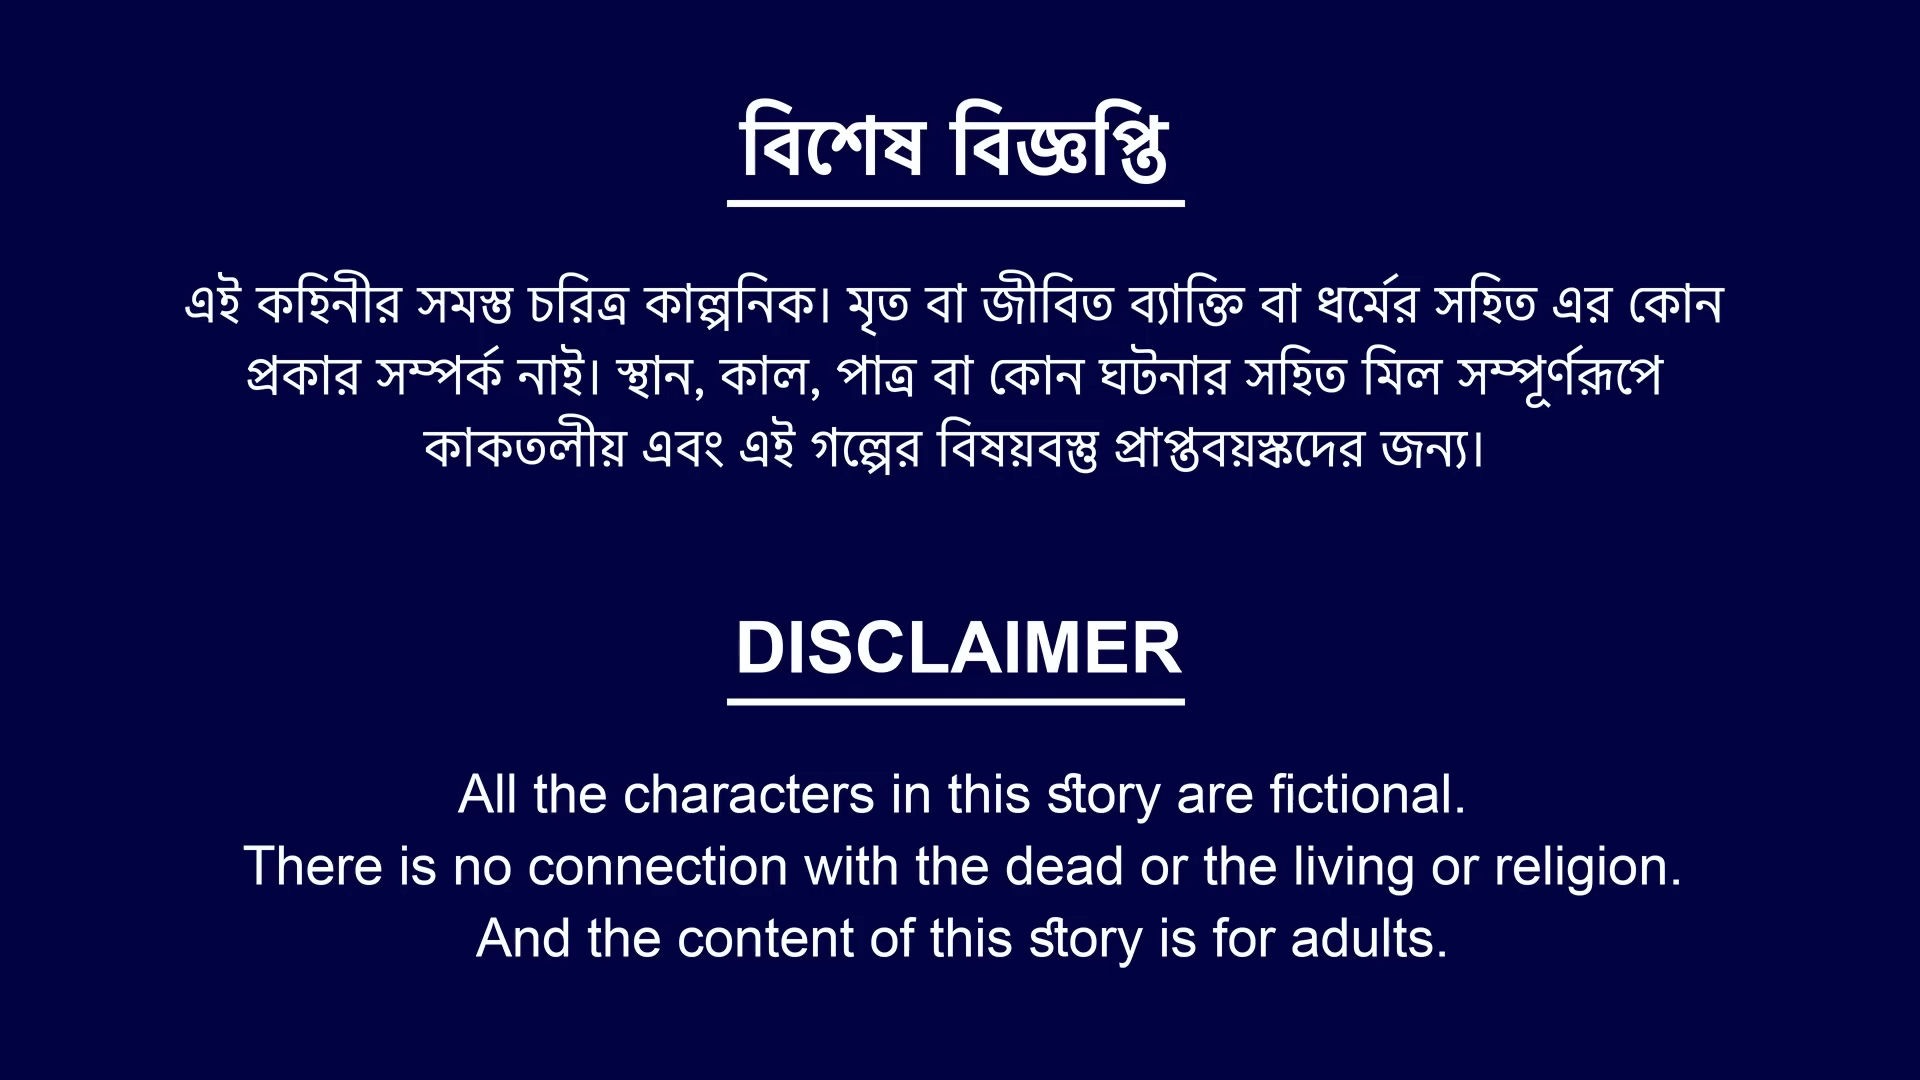 বিশেষ বিজ্ঞপ্তি
এই কহিনীর সমস্ত চরিত্র কাল্পনিক। মৃত বা জীবিত ব্যাক্তি বা ধর্মের সহিত এর কোন
প্রকার সম্পর্ক নাই। স্থান, কাল, পাত্র বা কোন ঘটনার সহিত মিল সম্পূর্ণরূপে
কাকতলীয় এবং এই গল্পের বিষয়বস্তু প্রাপ্তবয়স্কদের জন্য।
DISCLAIMER
All the characters in this story are fictional.
There is no connection with the dead or the living or religion.
And the content of this story is for adults.